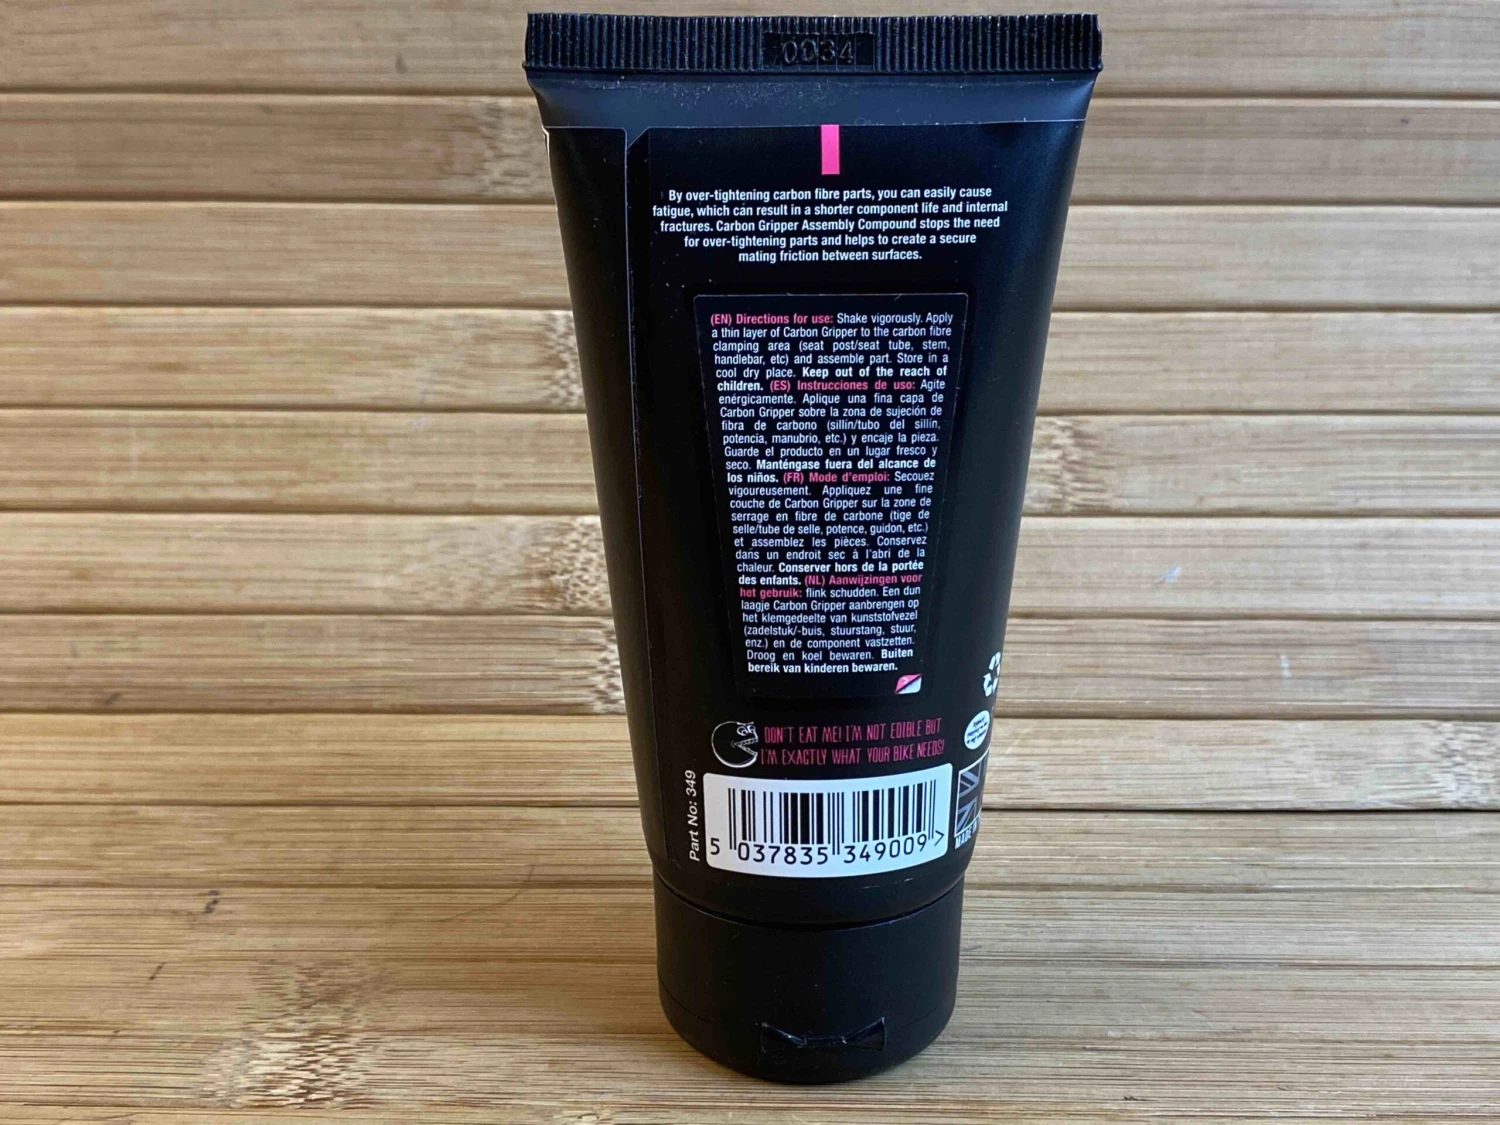 0034
By over-tightening carbon fibre parts, you can easily cause
fatigue, which can result in a shorter component life and internal
fractures. Carbon Gripper Assembly Compound stops the need
for over-tightening parts and helps to create a secure
mating friction between surfaces.
(EN) Directions for use: Shake vigorously. Apply
a thin layer of Carbon Gripper to the carbon fibre
clamping area (seat post/seat tube, stem,
handlebar, etc) and assemble part. Store in a
cool dry place. Keep out of the reach of
children. (ES) Instrucciones de uso: Agite
enérgicamente. Aplique una fina capa de
Carbon Gripper sobre la zona de sujeción de
fibra de carbono (sillín/tubo del sillín,
potencia, manubrio, etc.) y encaje la pieza.
Guarde el producto en un lugar fresco y
seco. Manténgase fuera del alcance de
los niños. (FR) Mode d'emploi: Secouez
vigoureusement. Appliquez une fine
couche de Carbon Gripper sur la zone de
serrage en fibre de carbone (tige de
selle/tube de selle, potence, guidon, etc.)
et assemblez les pièces. Conservez
dans un endroit sec à l'abri de la
chaleur. Conserver hors de la portée
des enfants. (NL) Aanwijzingen voor
het gebruik: flink schudden. Een dun
laagje Carbon Gripper aanbrengen op
het klemgedeelte van kunststofvezel
(zadelstuk/-buis, stuurstang, stuur,
enz.) en de component vastzetten.
Droog en koel bewaren. Buiten
bereik van kinderen bewaren.
DON'T EAT ME! I'M NOT EDIBLE BUT
I'M EXACTLY WHAT YOUR BIKE NEEDS!
Part No: 349
5 037835 349009 >
MADE IN